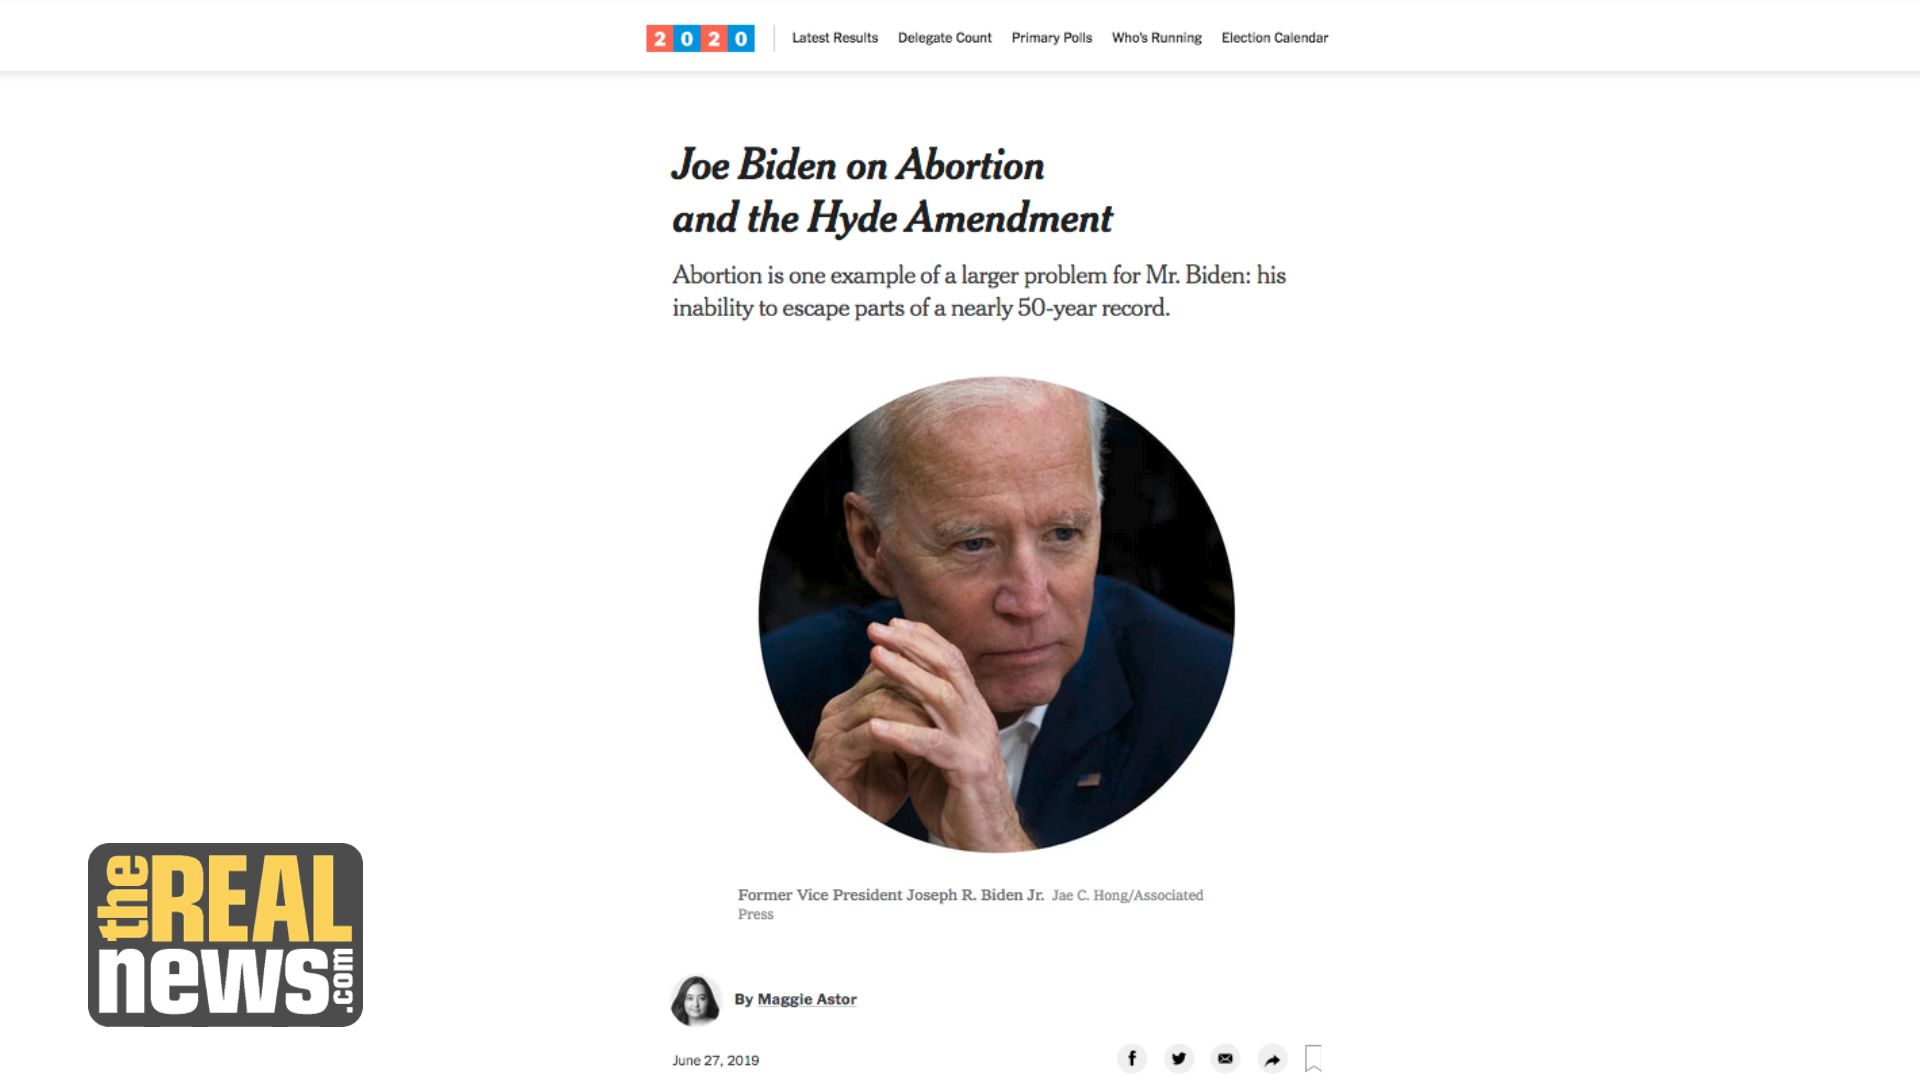 2020 Latest Results Delegate Count Primary Polls Who's Running Election Calendar
Joe Biden on Abortion
and the Hyde Amendment
Abortion is one example of a larger problem for Mr. Biden: his
inability to escape parts of a nearly 50-year record.
Former Vice President Joseph R. Biden Jr. Jae C. Hong/Associated
Press
By Maggie Astor
June 27, 2019
the REAL
news.com